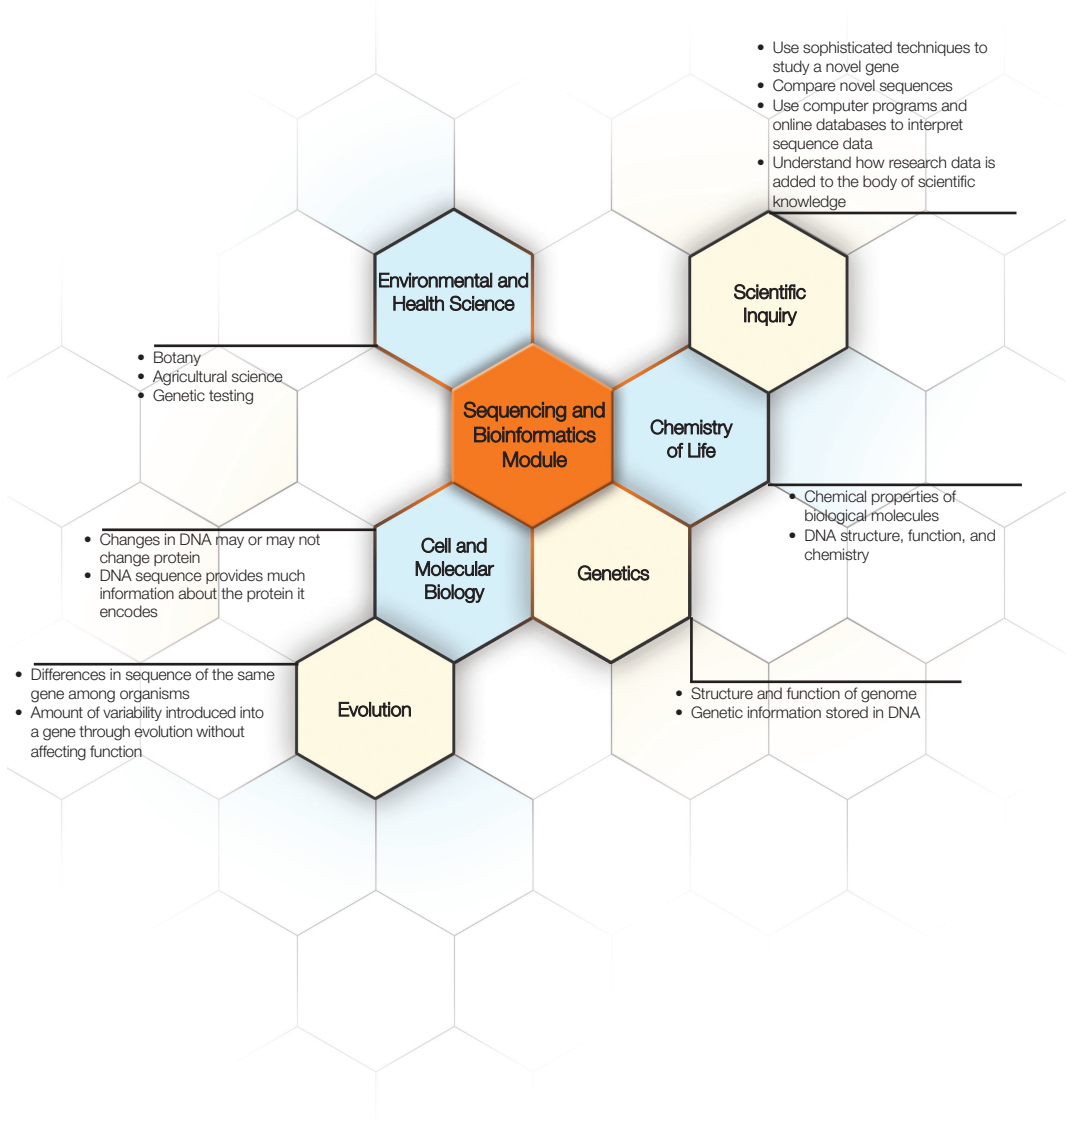 • Use sophisticated techniques to
study a novel gene
• Compare novel sequences
• Use computer programs and
online databases to interpret
sequence data
• Understand how research data is
added to the body of scientific
knowledge
Environmental and
Health Science
Scientific
Inquiry
• Botany
• Agricultural science
• Genetic testing
Sequencing and
Bioinformatics
Module
Chemistry
of Life
• Chemical properties of
biological molecules
• DNA structure, function, and
chemistry
• Changes in DNA may or may not
change protein
• DNA sequence provides much
information about the protein it
encodes
Cell and
Molecular
Biology
Genetics
• Differences in sequence of the same
gene among organisms
• Amount of variability introduced into
a gene through evolution without
affecting function
Evolution
• Structure and function of genome
• Genetic information stored in DNA